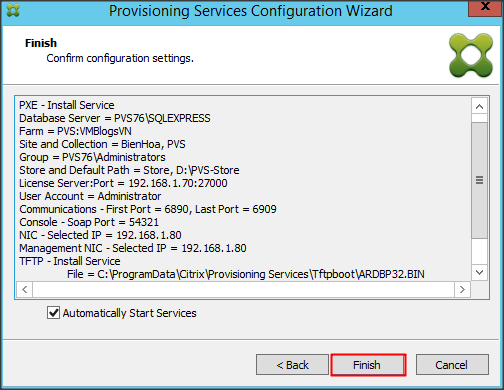 Provisioning Services Configuration Wizard
x
Finish
Confirm configuration settings.
PXE - Install Service
Database Server = PVS76\SQLEXPRESS
Farm = PVS:VMBlogsVN
Site and Collection = BienHoa, PVS
Group = PVS76\Administrators
Store and Default Path = Store, D:\PVS-Store
License Server:Port = 192.168.1.70:27000
User Account = Administrator
Communications - First Port = 6890, Last Port = 6909
Console - Soap Port = 54321
NIC - Selected IP = 192.168.1.80
Management NIC - Selected IP = 192.168.1.80
TFTP - Install Service
File = C:\ProgramData\Citrix\Provisioning Services\Tftpboot\ARDBP32.BIN
Automatically Start Services
< Back Finish Cancel